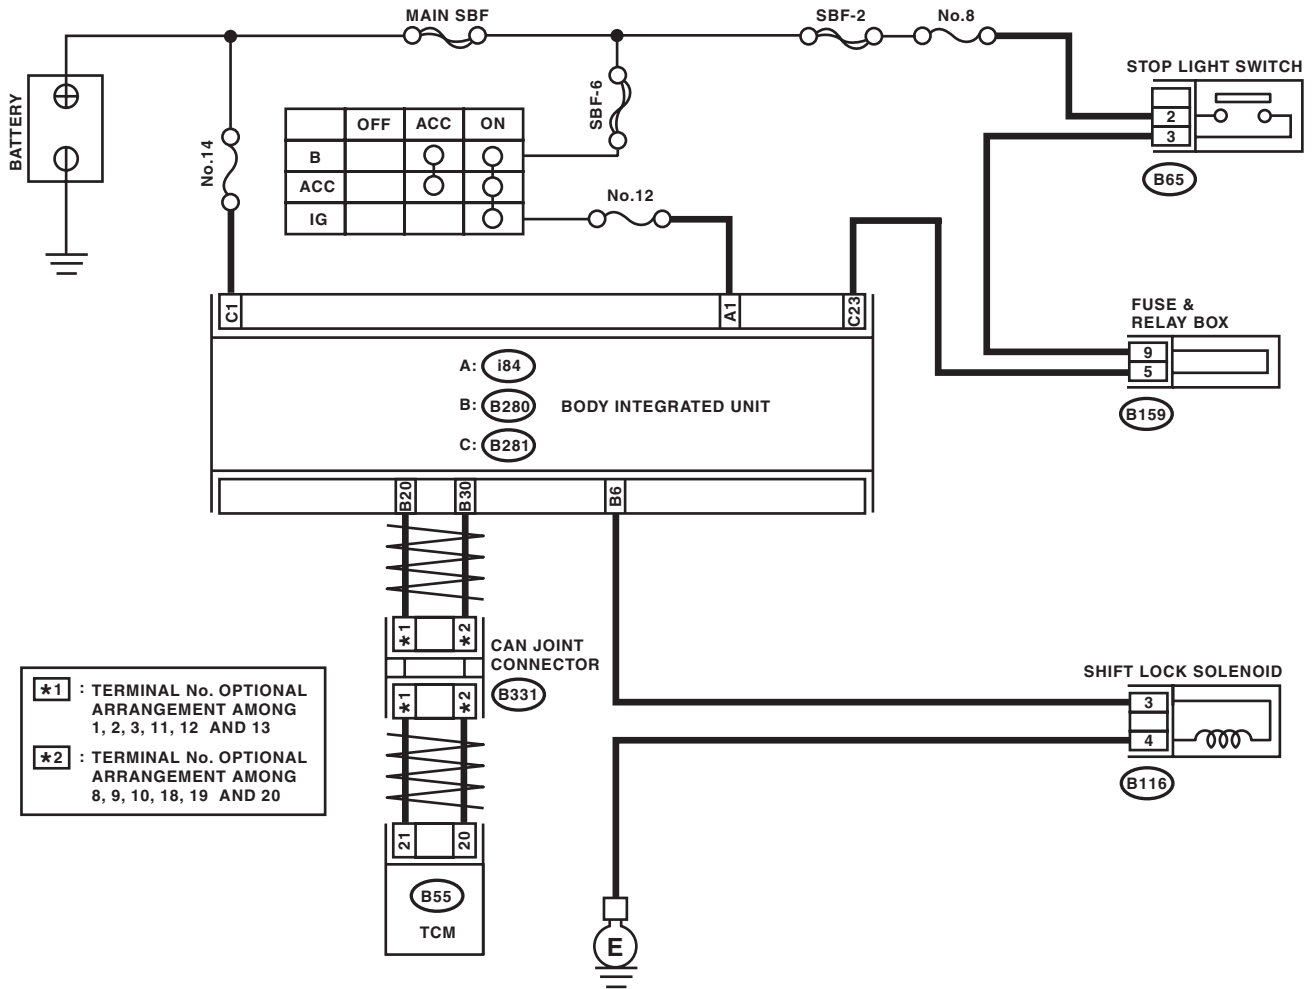 MAIN SBF
SBF-2
No.8
STOP LIGHT SWITCH
BATTERY
No.14
SBF-6
OFF ACC ON
B
ACC
IG
No.12
2
3
B65
C1
A1
C23
FUSE &
RELAY BOX
9
5
B159
A: i84
B: B280
C: B281
BODY INTEGRATED UNIT
B20
B30
B6
*1
*2
CAN JOINT
CONNECTOR
B331
*1
*2
SHIFT LOCK SOLENOID
3
4
B116
*1 : TERMINAL No. OPTIONAL
ARRANGEMENT AMONG
1, 2, 3, 11, 12 AND 13
*2 : TERMINAL No. OPTIONAL
ARRANGEMENT AMONG
8, 9, 10, 18, 19 AND 20
21
20
B55
TCM
E